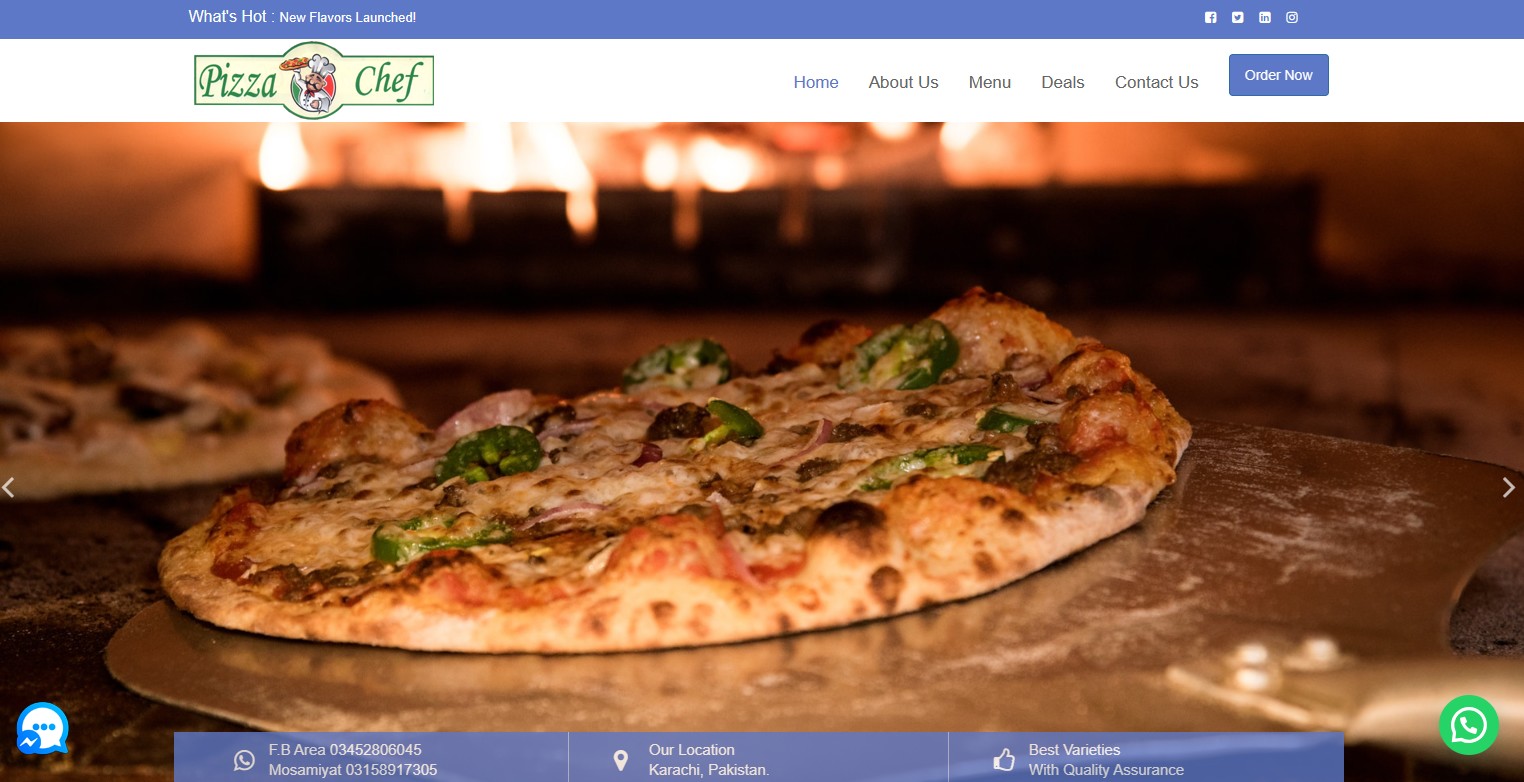 What's Hot : New Flavors Launched!
Pizza Chef
Home About Us Menu Deals Contact Us Order Now
F.B Area 03452806045
Mosamiyat 03158917305
Our Location
Karachi, Pakistan.
Best Varieties
With Quality Assurance